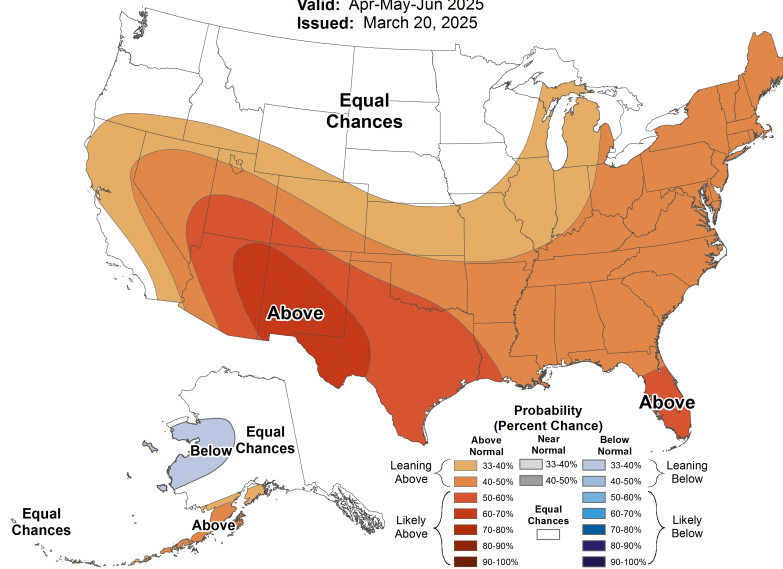 Valid: Apr-May-Jun 2025
Issued: March 20, 2025
Equal
Chances
Above
Above
Below
Equal
Chances
Above
Equal
Chances
Probability
(Percent Chance)
Above
Normal
Near
Normal
Below
Normal
Leaning
Above
33-40%
40-50%
33-40%
40-50%
33-40%
40-50%
Leaning
Below
Likely
Above
50-60%
60-70%
70-80%
80-90%
90-100%
Equal
Chances
50-60%
60-70%
70-80%
80-90%
90-100%
Likely
Below